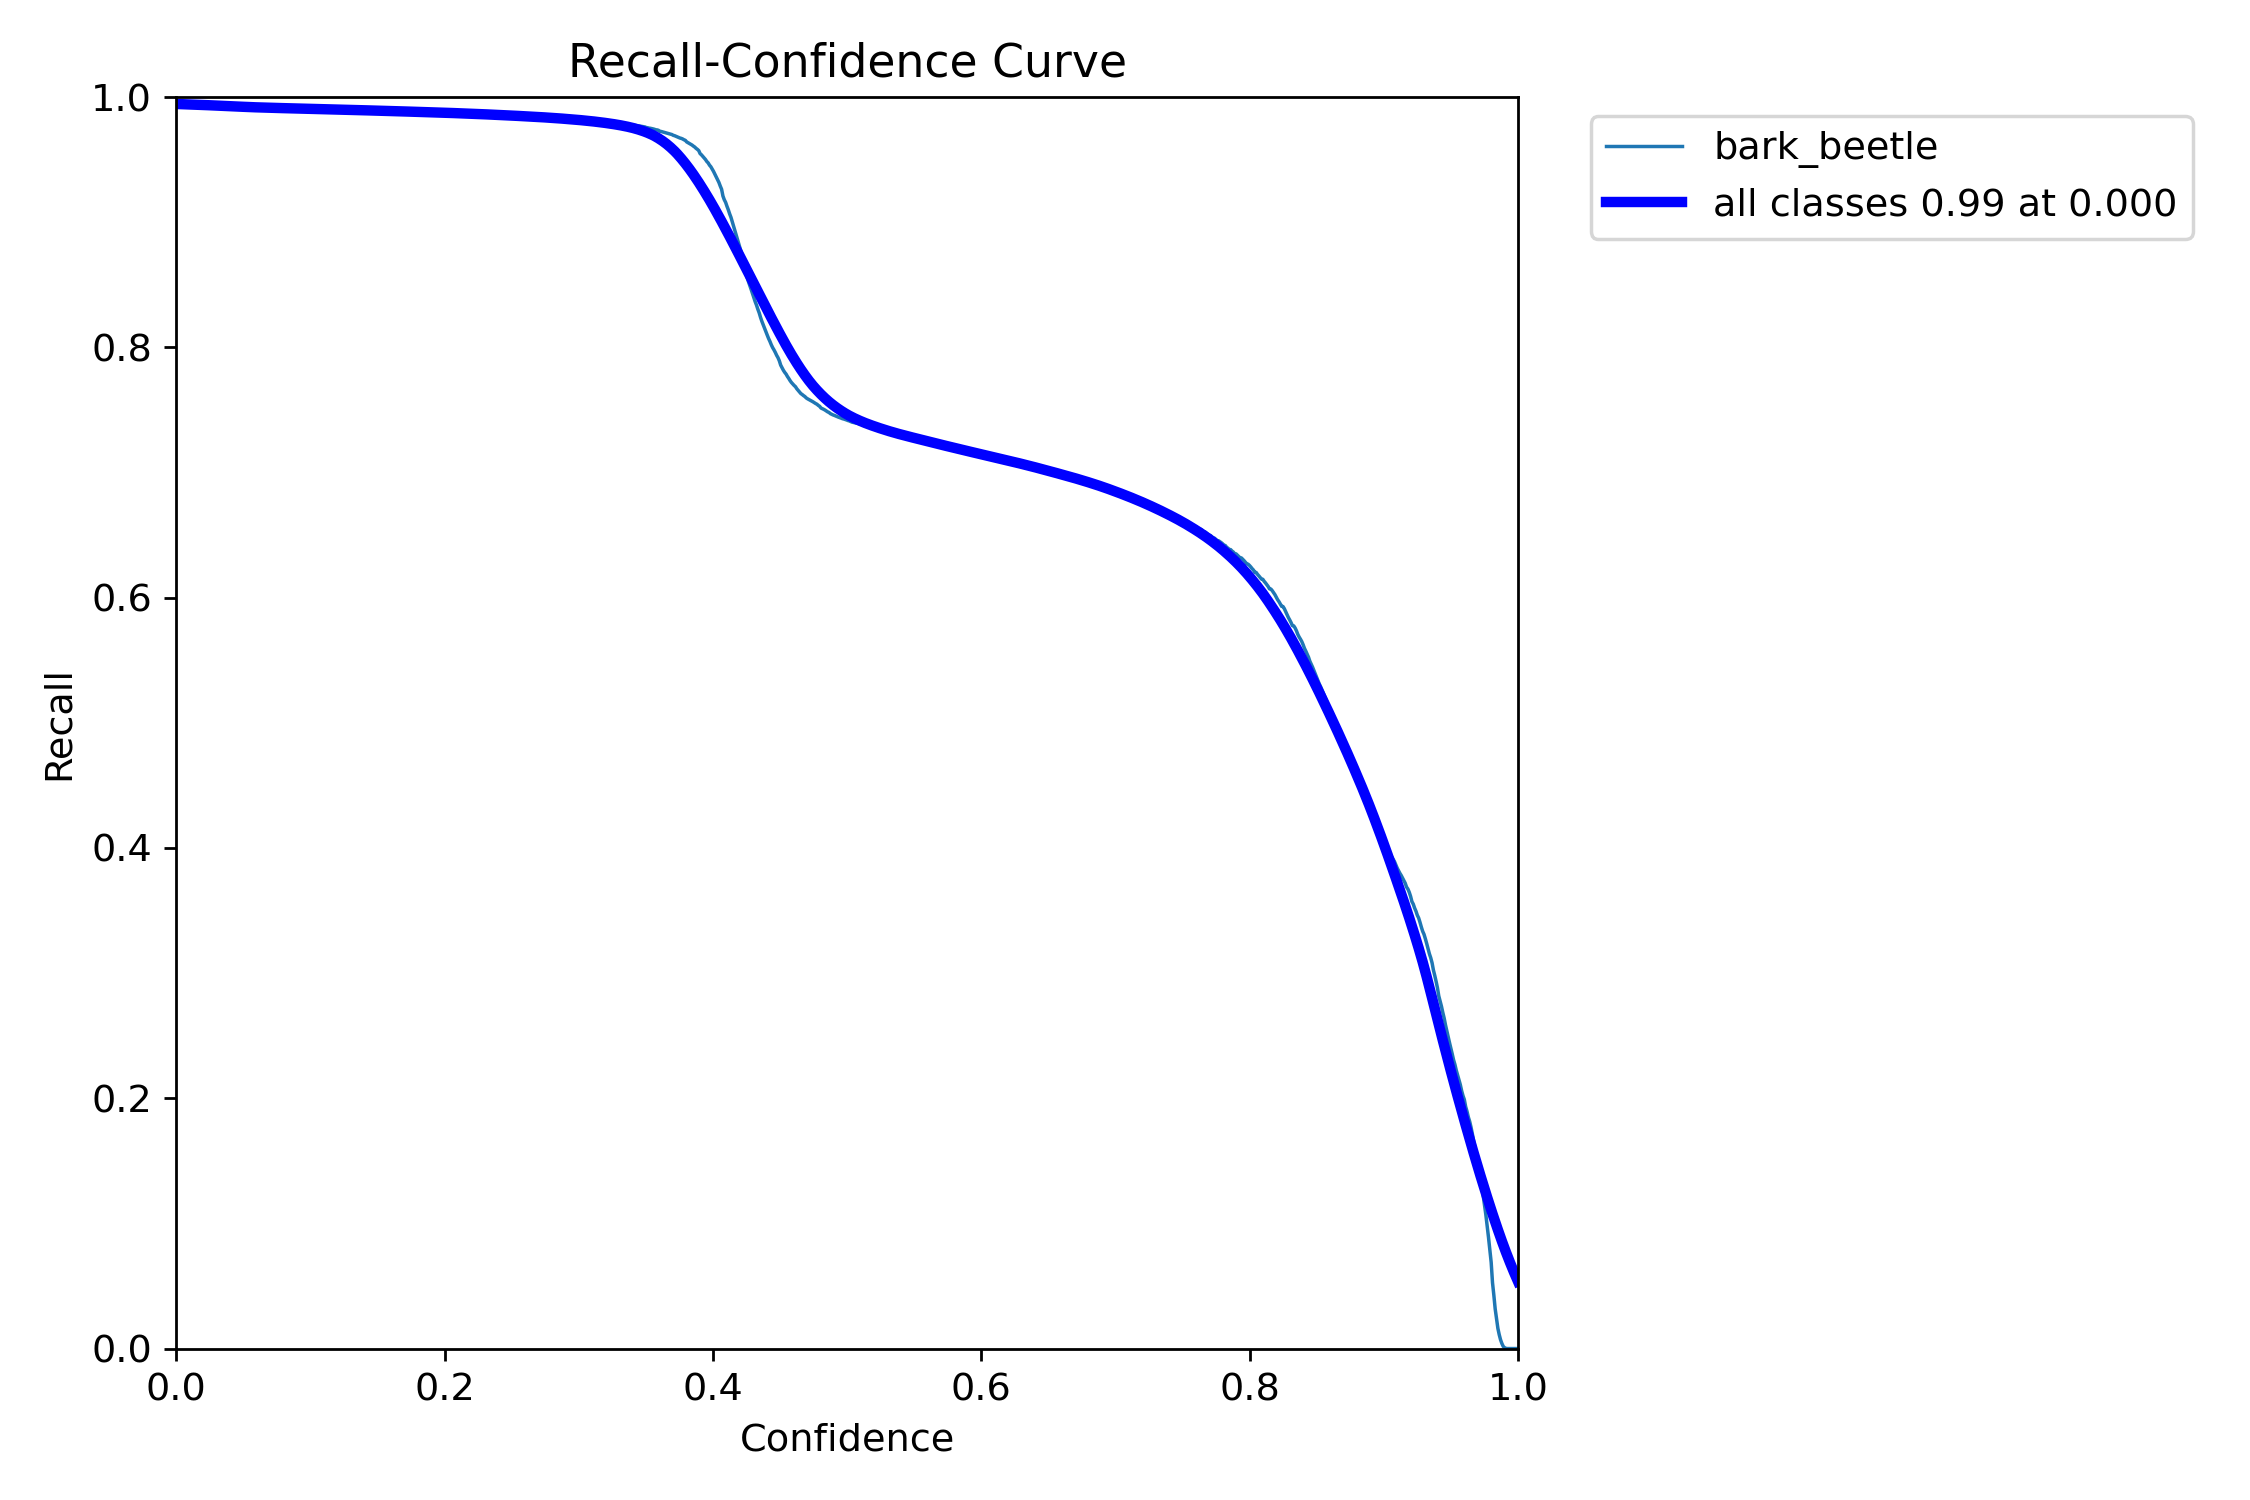 Recall-Confidence Curve
1.0
0.8
0.6
0.4
0.2
0.0
Recall
0.0 0.2 0.4 0.6 0.8 1.0
Confidence
bark_beetle
all classes 0.99 at 0.000